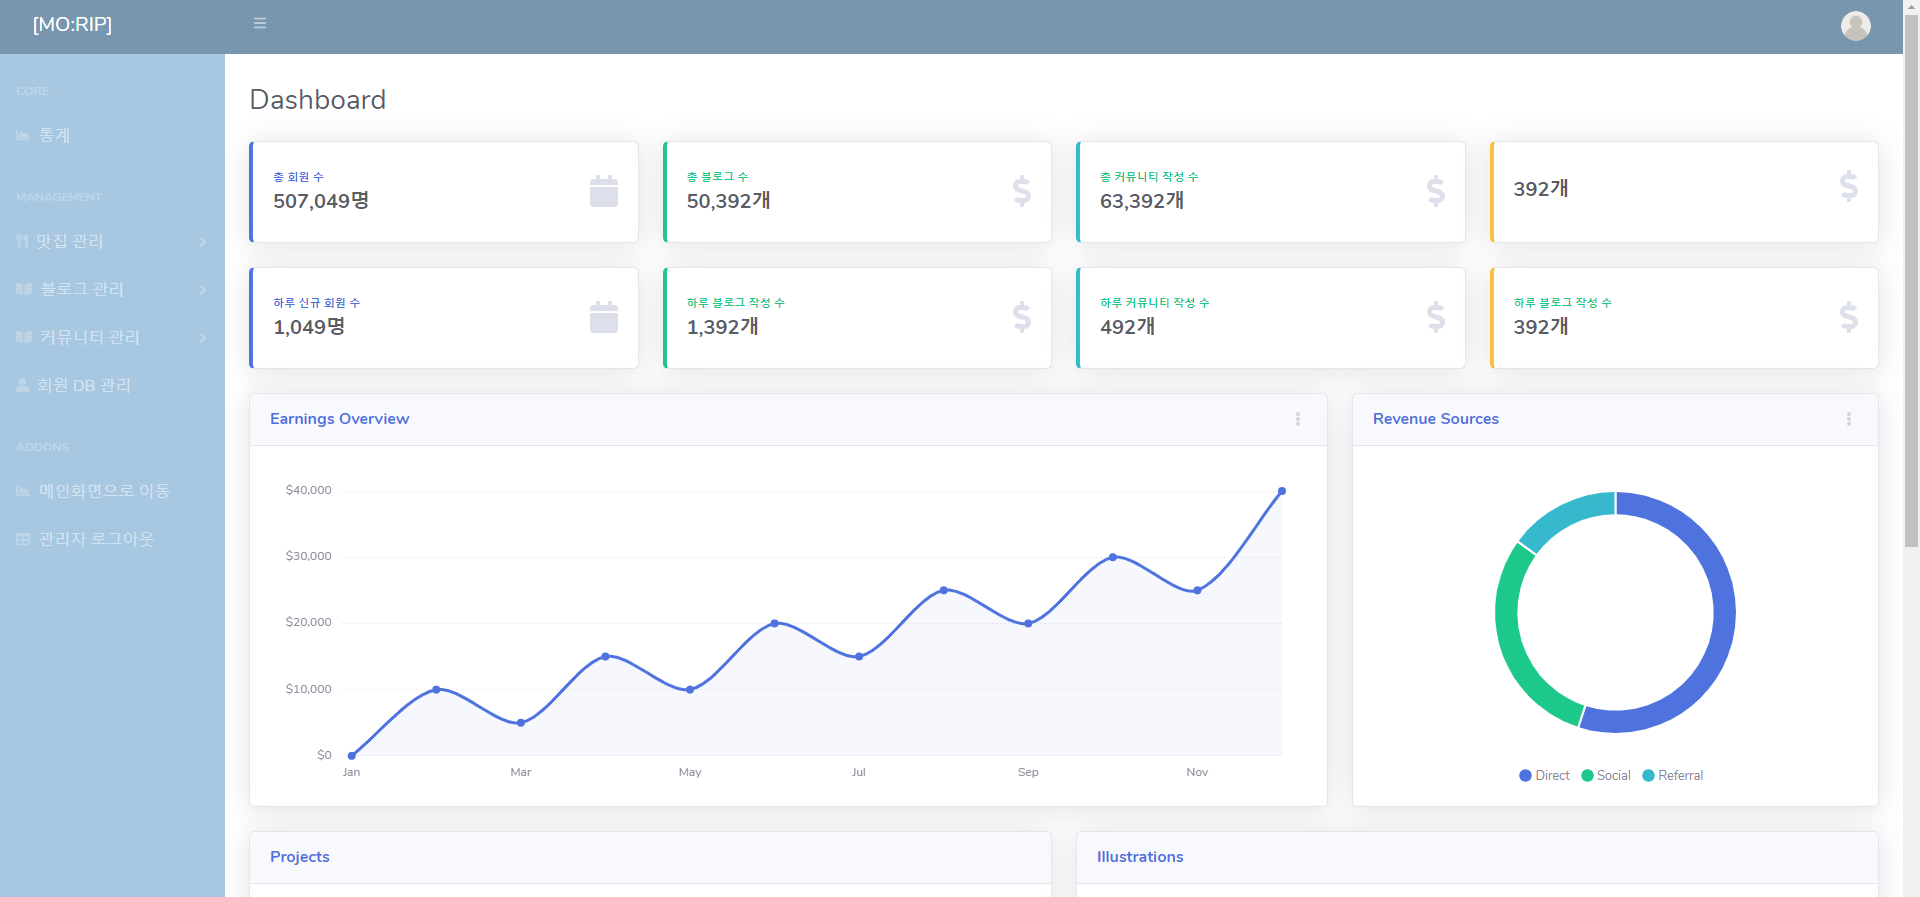 [MO:RIP]
CORE
통계
MANAGEMENT
맛집 관리
블로그 관리
커뮤니티 관리
회원 DB 관리
ADDONS
메인화면으로 이동
관리자 로그아웃
Dashboard
총 회원 수
507,049명
총 블로그 수
50,392개
총 커뮤니티 작성 수
63,392개
392개
하루 신규 회원 수
1,049명
하루 블로그 작성 수
1,392개
하루 커뮤니티 작성 수
492개
하루 블로그 작성 수
392개
Earnings Overview
$40,000
$30,000
$20,000
$10,000
$0
Jan Mar May Jul Sep Nov
Revenue Sources
Direct Social Referral
Projects
Illustrations